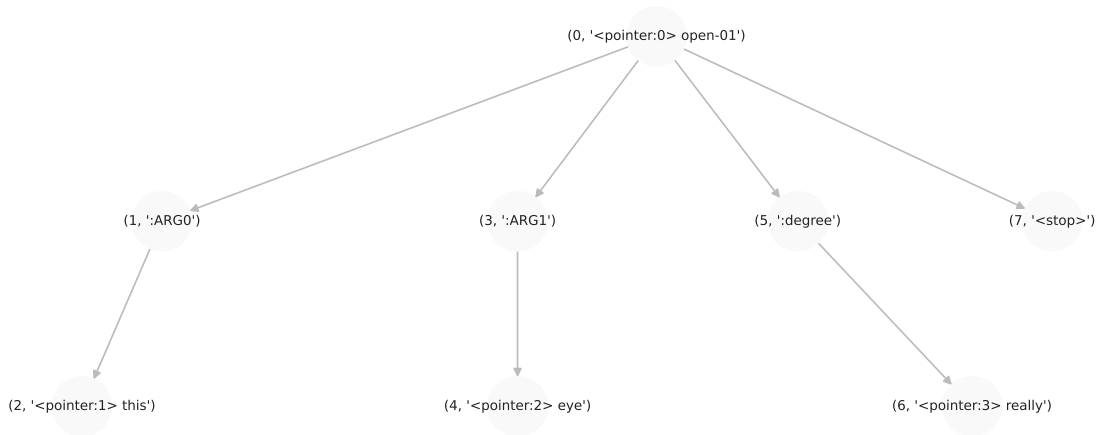 (0, '<pointer:0> open-01')
(1, ':ARG0')
(3, ':ARG1')
(5, ':degree')
(7, '<stop>')
(2, '<pointer:1> this')
(4, '<pointer:2> eye')
(6, '<pointer:3> really')